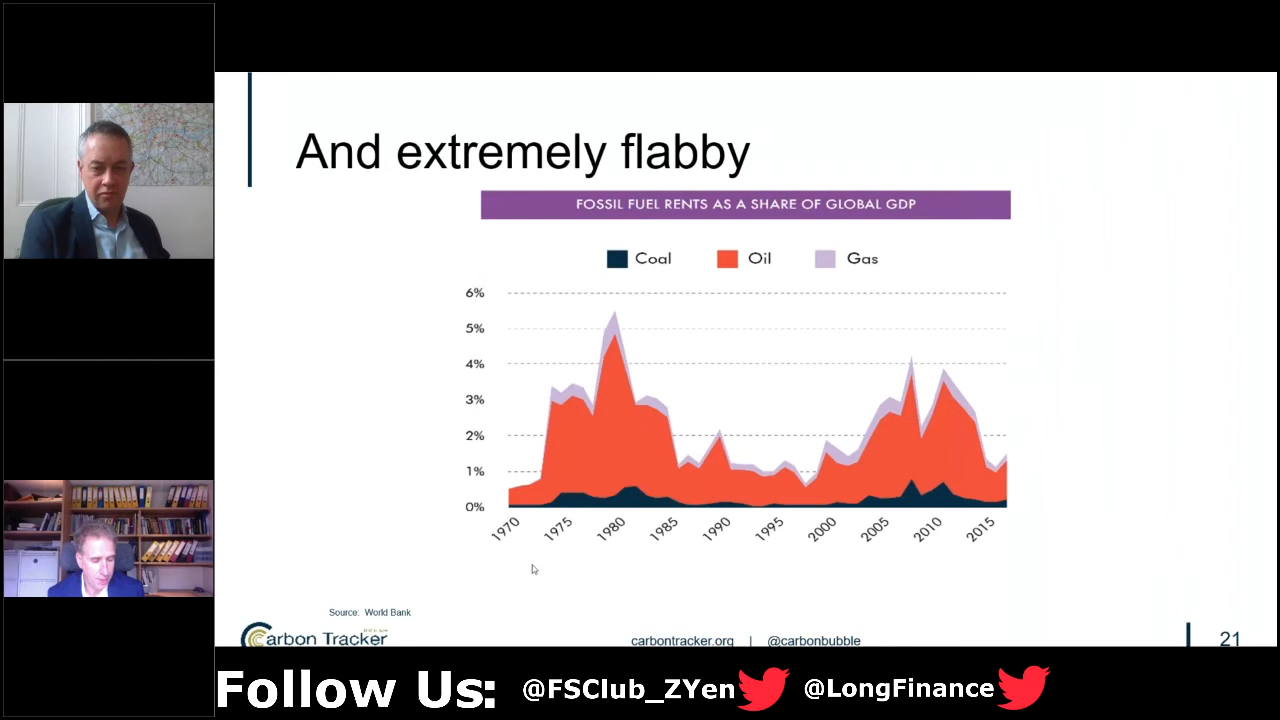 And extremely flabby
FOSSIL FUEL RENTS AS A SHARE OF GLOBAL GDP
Coal Oil Gas
6%
5%
4%
3%
2%
1%
0%
1970 1975 1980 1985 1990 1995 2000 2005 2010 2015
Source: World Bank
Carbon Tracker
carbontracker.org | @carbonbubble
21
Follow Us: @FSClub_ZYen @LongFinance